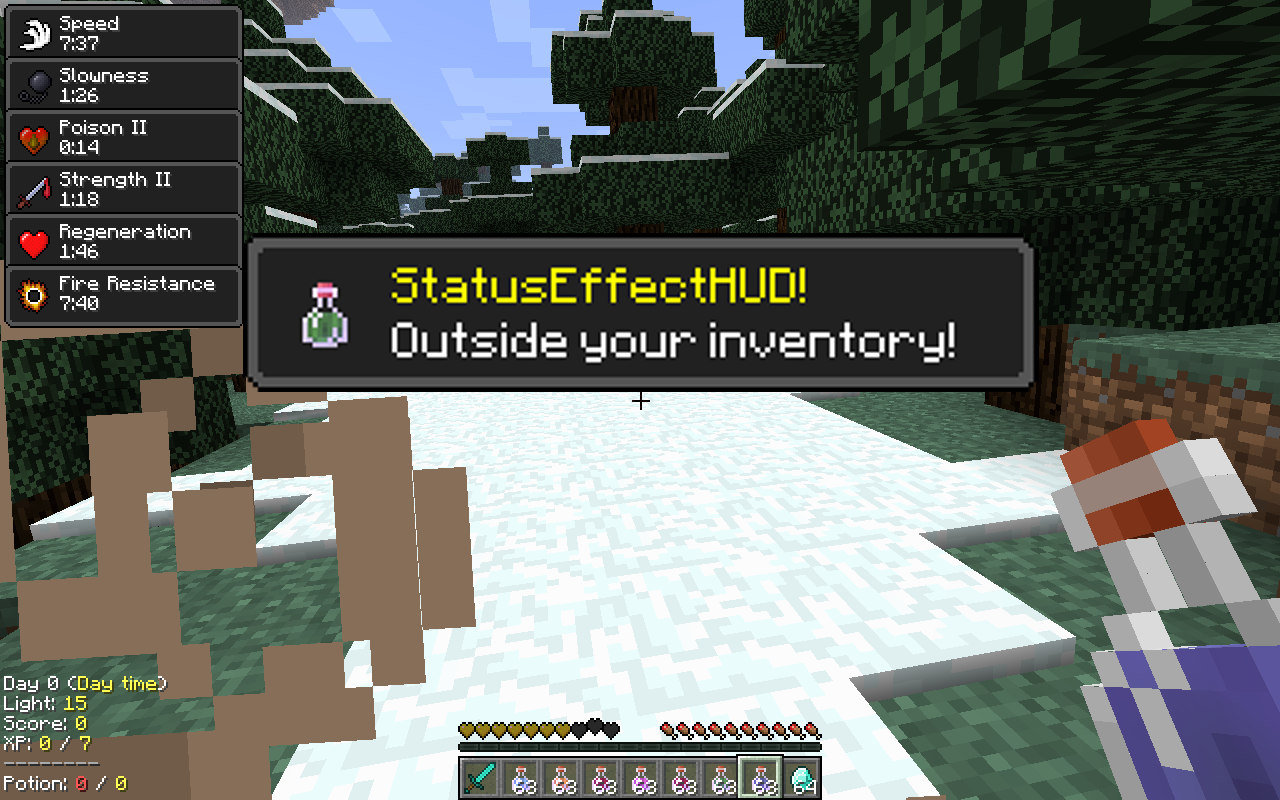 Speed
7:37
Slowness
1:26
Poison II
0:14
Strength II
1:18
Regeneration
1:46
Fire Resistance
7:40
StatusEffectHUD!
Outside your inventory!
Day 0 (Day time)
Light: 15
Score: 0
XP: 0 / 7
--------
Potion: 0 / 0
64